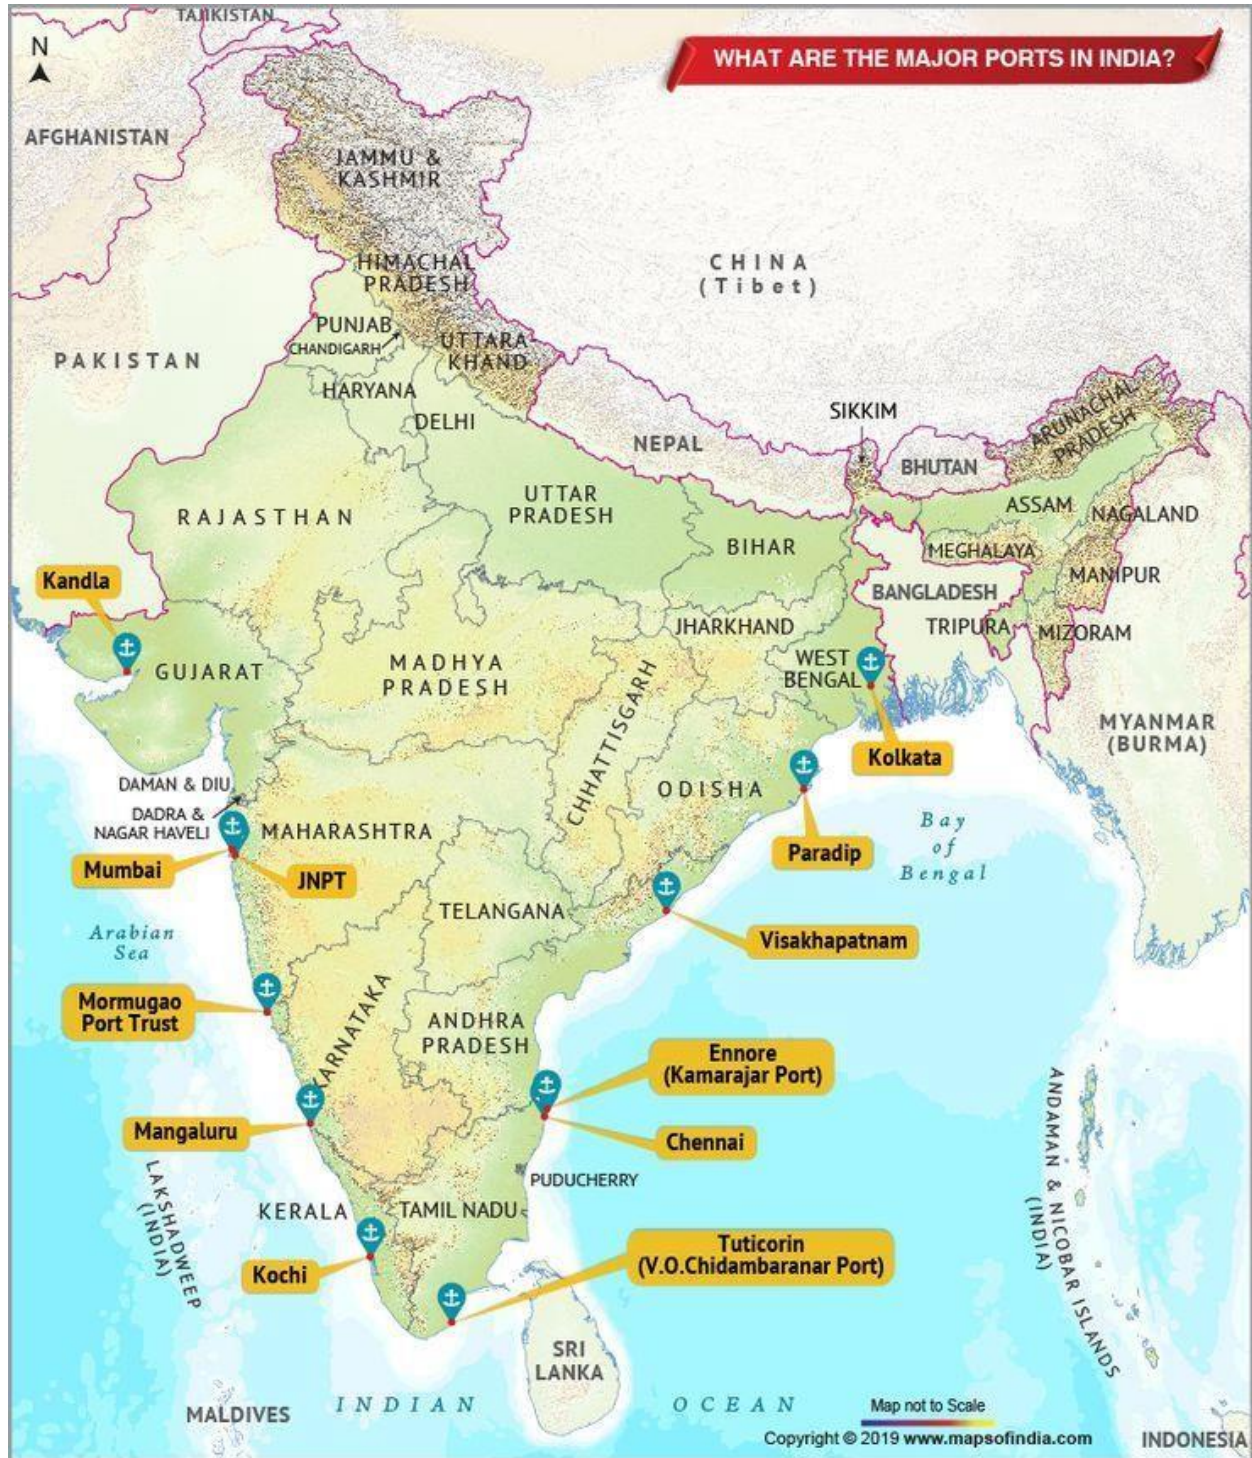 TAJIKISTAN
N
WHAT ARE THE MAJOR PORTS IN INDIA?
AFGHANISTAN
JAMMU &
KASHMIR
HIMACHAL
PRADESH
CHINA
(Tibet)
PUNJAB
CHANDIGARH
UTTARA
KHAND
PAKISTAN
HARYANA
DELHI
SIKKIM
ARUNACHAL
PRADESH
NEPAL
BHUTAN
RAJASTHAN
UTTAR
PRADESH
ASSAM
NAGALAND
BIHAR
MEGHALAYA
MANIPUR
Kandla
BANGLADESH
TRIPURA
MIZORAM
JHARKHAND
GUJARAT
MADHYA
PRADESH
WEST
BENGAL
CHHATTISGARH
MYANMAR
(BURMA)
Kolkata
DAMAN & DIU
ODISHA
DADRA &
NAGAR HAVELI
MAHARASHTRA
Bay
of
Bengal
Paradip
Mumbai
JNPT
TELANGANA
Arabian
Sea
Visakhapatnam
Mormugao
Port Trust
KARNATAKA
ANDHRA
PRADESH
Ennore
(Kamarajar Port)
Mangaluru
Chennai
PUDUCHERRY
LAKSHADWEEP
(INDIA)
KERALA
TAMIL NADU
ANDAMAN & NICOBAR ISLANDS
(INDIA)
Kochi
Tuticorin
(V.O.Chidambaranar Port)
SRI
LANKA
MALDIVES
INDIAN OCEAN
Map not to Scale
Copyright © 2019 www.mapsofindia.com
INDONESIA